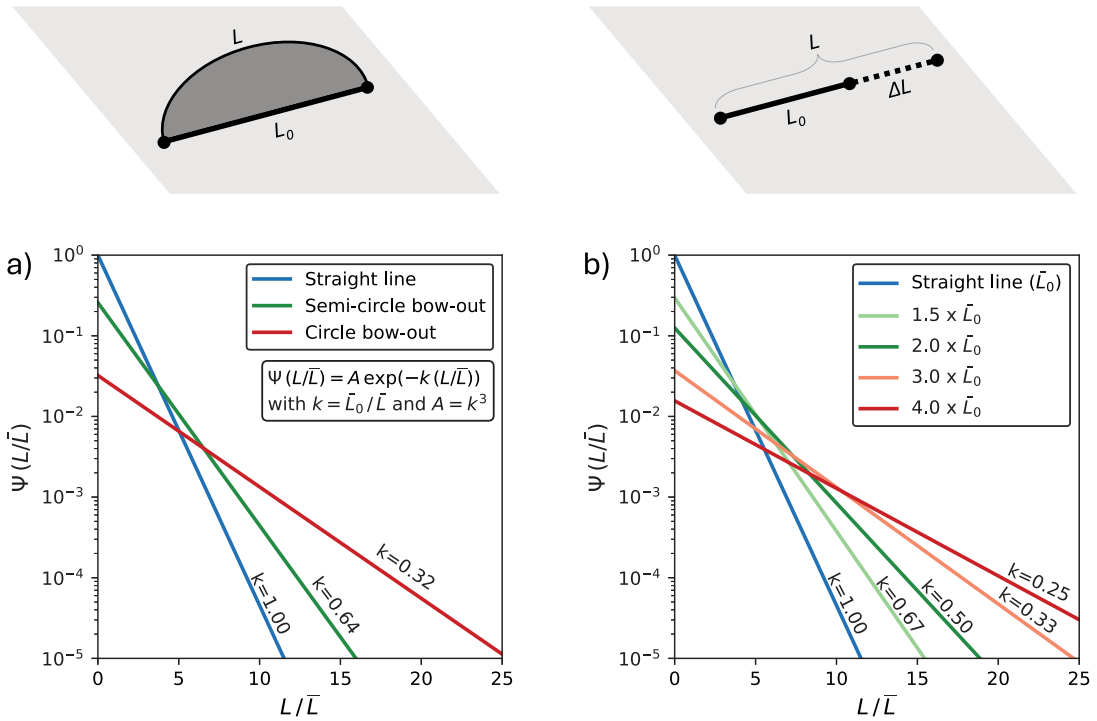 L
L₀
L
L₀
ΔL
a)
Straight line
Semi-circle bow-out
Circle bow-out
Ψ (L/L̄) = A exp(−k (L/L̄))
with k = L̄₀/L̄ and A = k³
10⁰
10⁻¹
10⁻²
10⁻³
10⁻⁴
10⁻⁵
Ψ (L/L̄)
k=1.00
k=0.64
k=0.32
0 5 10 15 20 25
L / L̄
b)
Straight line (L̄₀)
1.5 x L̄₀
2.0 x L̄₀
3.0 x L̄₀
4.0 x L̄₀
10⁰
10⁻¹
10⁻²
10⁻³
10⁻⁴
10⁻⁵
Ψ (L/L̄)
k=1.00
k=0.67
k=0.50
k=0.33
k=0.25
0 5 10 15 20 25
L / L̄